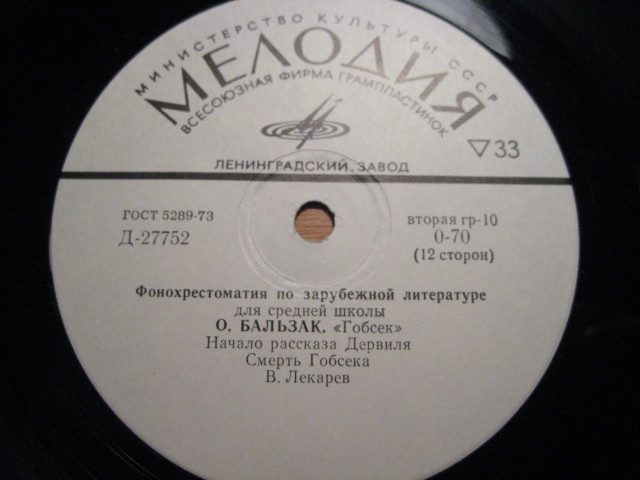 МИНИСТЕРСТВО КУЛЬТУРЫ СССР
МЕЛОДИЯ
ВСЕСОЮЗНАЯ ФИРМА ГРАМПЛАСТИНОК
▽33
ЛЕНИНГРАДСКИЙ ЗАВОД
ГОСТ 5289-73
Д-27752
вторая гр-10
0-70
(12 сторон)
Фонохрестоматия по зарубежной литературе
для средней школы
О. БАЛЬЗАК. «Гобсек»
Начало рассказа Дервиля
Смерть Гобсека
В. Лекарев